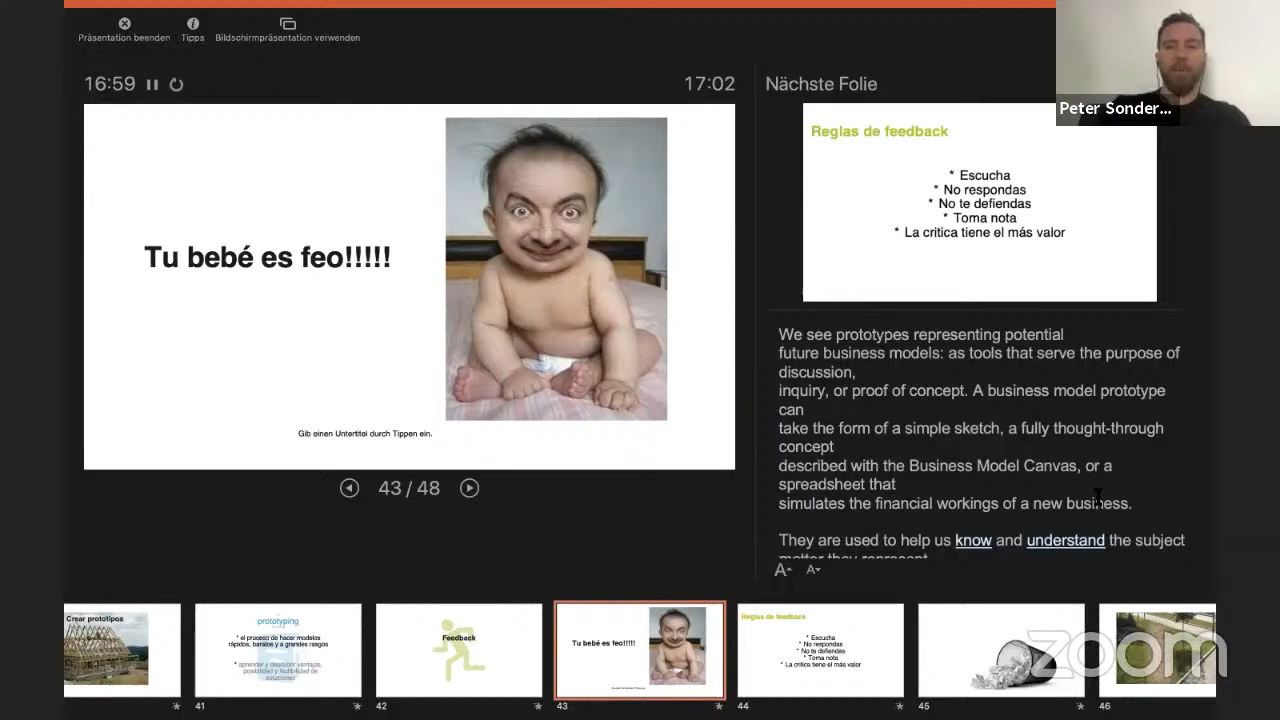 Präsentation beenden
Tipps
Bildschirmpräsentation verwenden
16:59
17:02
Nächste Folie
Peter Sonder...
Tu bebé es feo!!!!!
Gib einen Untertitel durch Tippen ein.
43 / 48
Reglas de feedback
* Escucha
* No respondas
* No te defiendas
* Toma nota
* La critica tiene el más valor
We see prototypes representing potential
future business models: as tools that serve the purpose of
discussion,
inquiry, or proof of concept. A business model prototype
can
take the form of a simple sketch, a fully thought-through
concept
described with the Business Model Canvas, or a
spreadsheet that
simulates the financial workings of a new business.
They are used to help us know and understand the subject
matter they represent
A A
Crear prototipos
prototyping
* el proceso de hacer modelos
rápidos, baratos y a grandes rasgos
* aprender y descubrir ventajas,
posibilidad y factibilidad de
soluciones
41
Feedback
42
Tu bebé es feo!!!!!
43
Reglas de feedback
* Escucha
* No respondas
* No te defiendas
* Toma nota
* La critica tiene el más valor
44
45
46
zoom